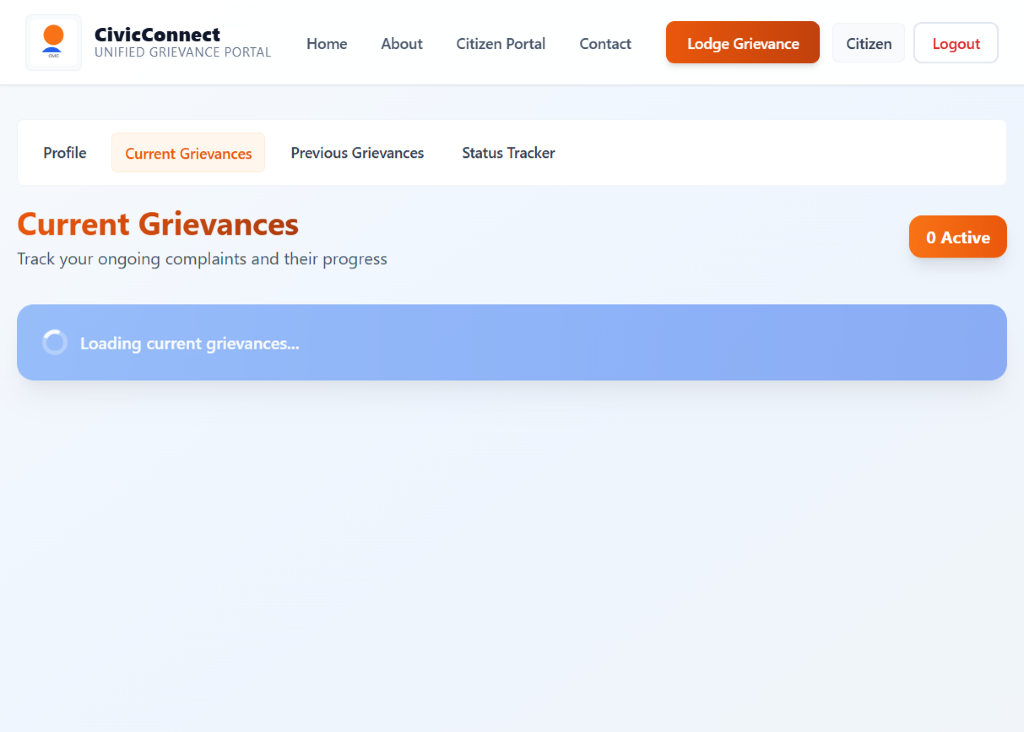 CivicConnect
UNIFIED GRIEVANCE PORTAL
Home
About
Citizen Portal
Contact
Lodge Grievance
Citizen
Logout
Profile
Current Grievances
Previous Grievances
Status Tracker
Current Grievances
Track your ongoing complaints and their progress
0 Active
Loading current grievances...